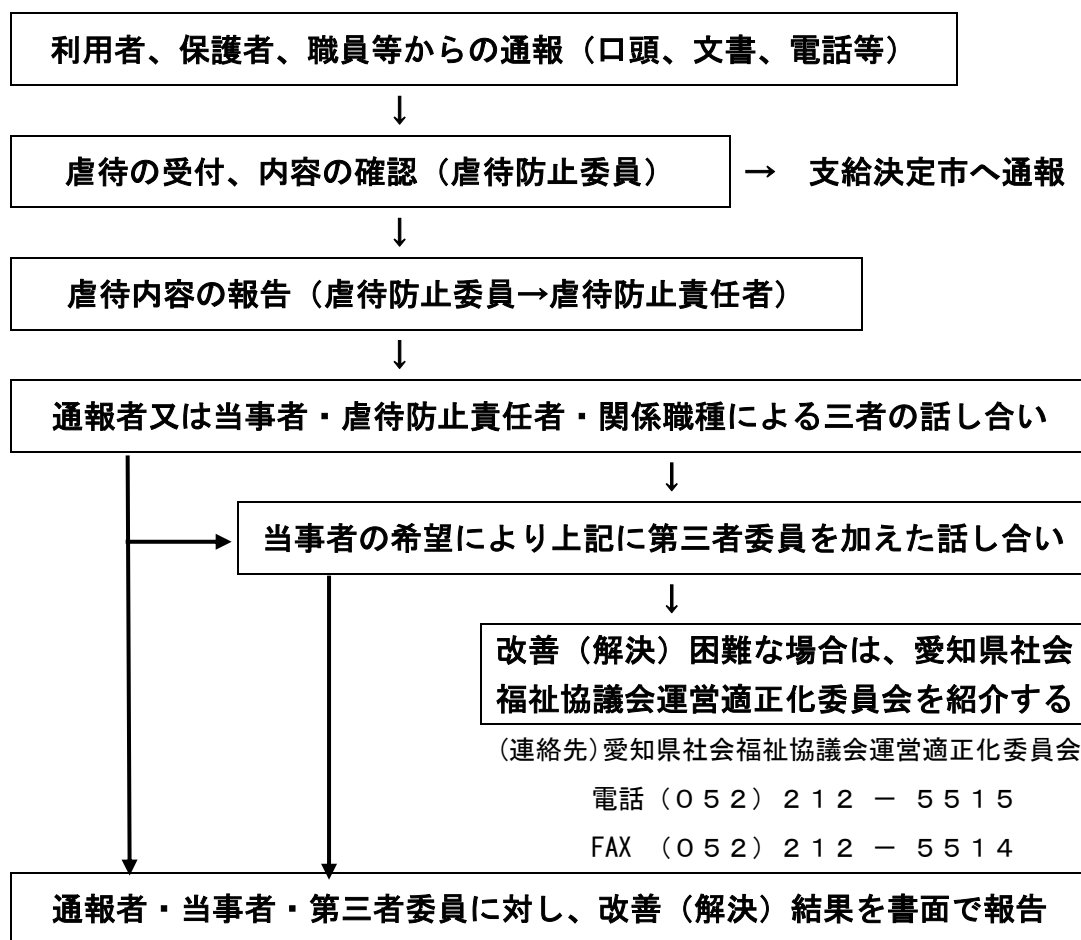 利用者、保護者、職員等からの通報（口頭、文書、電話等）
↓
虐待の受付、内容の確認（虐待防止委員） → 支給決定市へ通報
↓
虐待内容の報告（虐待防止委員→虐待防止責任者）
↓
通報者又は当事者・虐待防止責任者・関係職種による三者の話し合い
↓
当事者の希望により上記に第三者委員を加えた話し合い
↓
改善（解決）困難な場合は、愛知県社会
福祉協議会運営適正化委員会を紹介する
（連絡先）愛知県社会福祉協議会運営適正化委員会
電話（０５２）２１２ － ５５１５
FAX （０５２）２１２ － ５５１４
通報者・当事者・第三者委員に対し、改善（解決）結果を書面で報告